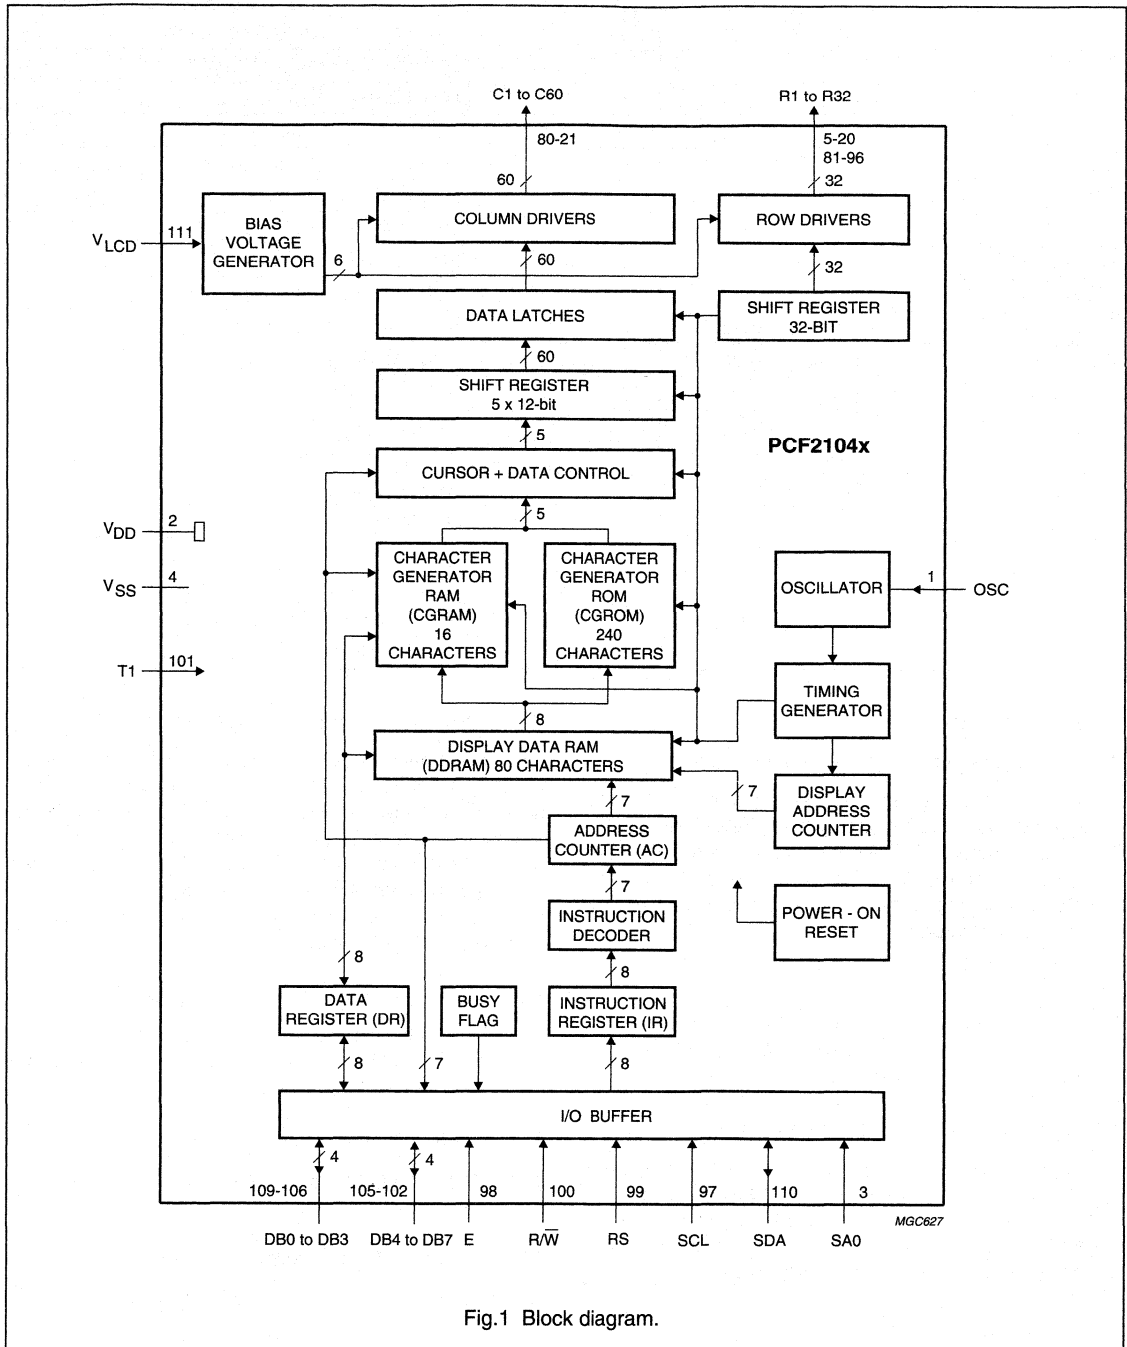 C1 to C60
R1 to R32
80-21
5-20
81-96
60
32
BIAS
VOLTAGE
GENERATOR
COLUMN DRIVERS
ROW DRIVERS
VLCD
111
6
60
32
DATA LATCHES
SHIFT REGISTER
32-BIT
60
SHIFT REGISTER
5 x 12-bit
5
PCF2104x
CURSOR + DATA CONTROL
5
VDD
2
CHARACTER
GENERATOR
RAM
(CGRAM)
16
CHARACTERS
CHARACTER
GENERATOR
ROM
(CGROM)
240
CHARACTERS
OSCILLATOR
1
OSC
VSS
4
T1
101
TIMING
GENERATOR
8
DISPLAY DATA RAM
(DDRAM) 80 CHARACTERS
7
DISPLAY
ADDRESS
COUNTER
7
ADDRESS
COUNTER (AC)
7
INSTRUCTION
DECODER
POWER - ON
RESET
8
8
DATA
REGISTER (DR)
BUSY
FLAG
INSTRUCTION
REGISTER (IR)
8
7
8
I/O BUFFER
4
4
109-106
105-102
98
100
99
97
110
3
MGC627
DB0 to DB3
DB4 to DB7
E
R/W̅
RS
SCL
SDA
SA0
Fig.1 Block diagram.